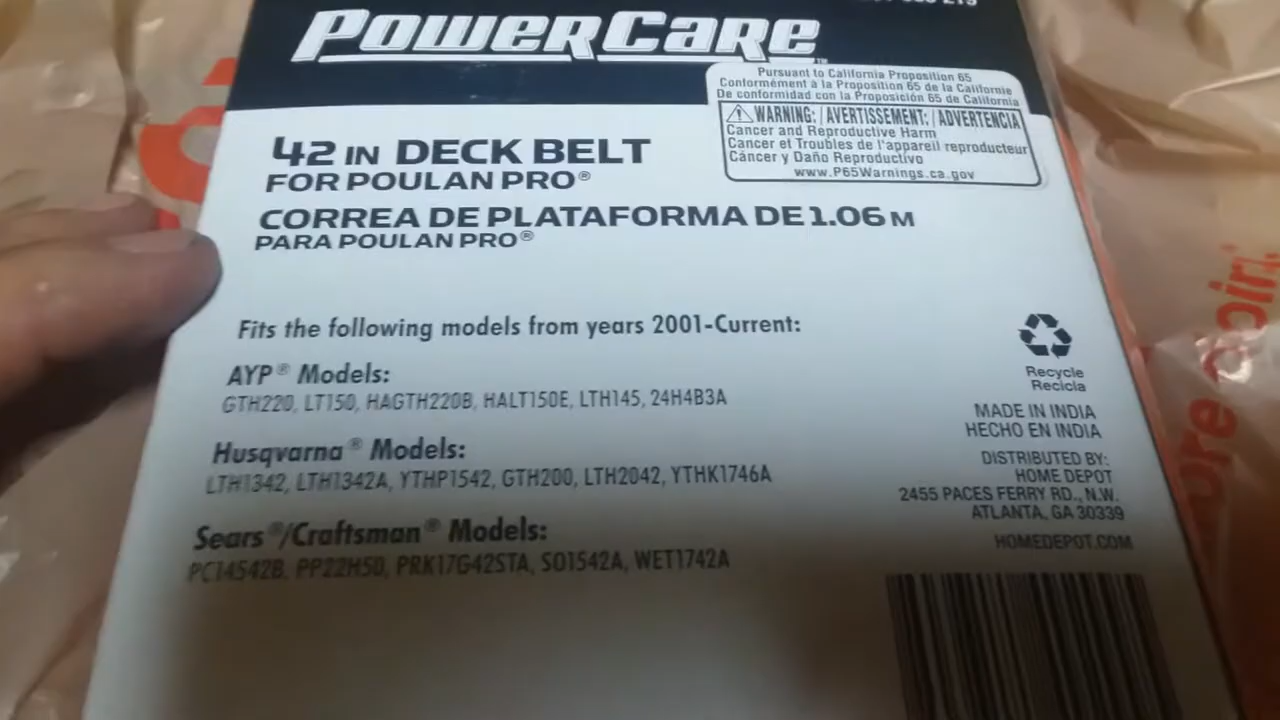 POWERCARE
Pursuant to California Proposition 65
Conformément à la Proposition 65 de la Californie
De conformidad con la Proposición 65 de California
WARNING: / AVERTISSEMENT: / ADVERTENCIA
Cancer and Reproductive Harm
Cancer et Troubles de l'appareil reproducteur
Cáncer y Daño Reproductivo
www.P65Warnings.ca.gov
42 IN DECK BELT
FOR POULAN PRO®
CORREA DE PLATAFORMA DE 1.06 M
PARA POULAN PRO®
Fits the following models from years 2001-Current:
AYP® Models:
GTH220, LT150, HAGTH220B, HALT150E, LTH145, 24H4B3A
Husqvarna® Models:
LTH1342, LTH1342A, YTHP1542, GTH200, LTH2042, YTHK1746A
Sears®/Craftsman® Models:
PC14542B, PP22H50, PRK17G42STA, SO1542A, WET1742A
Recycle
Recicla
MADE IN INDIA
HECHO EN INDIA
DISTRIBUTED BY:
HOME DEPOT
2455 PACES FERRY RD., N.W.
ATLANTA, GA 30339
HOMEDEPOT.COM